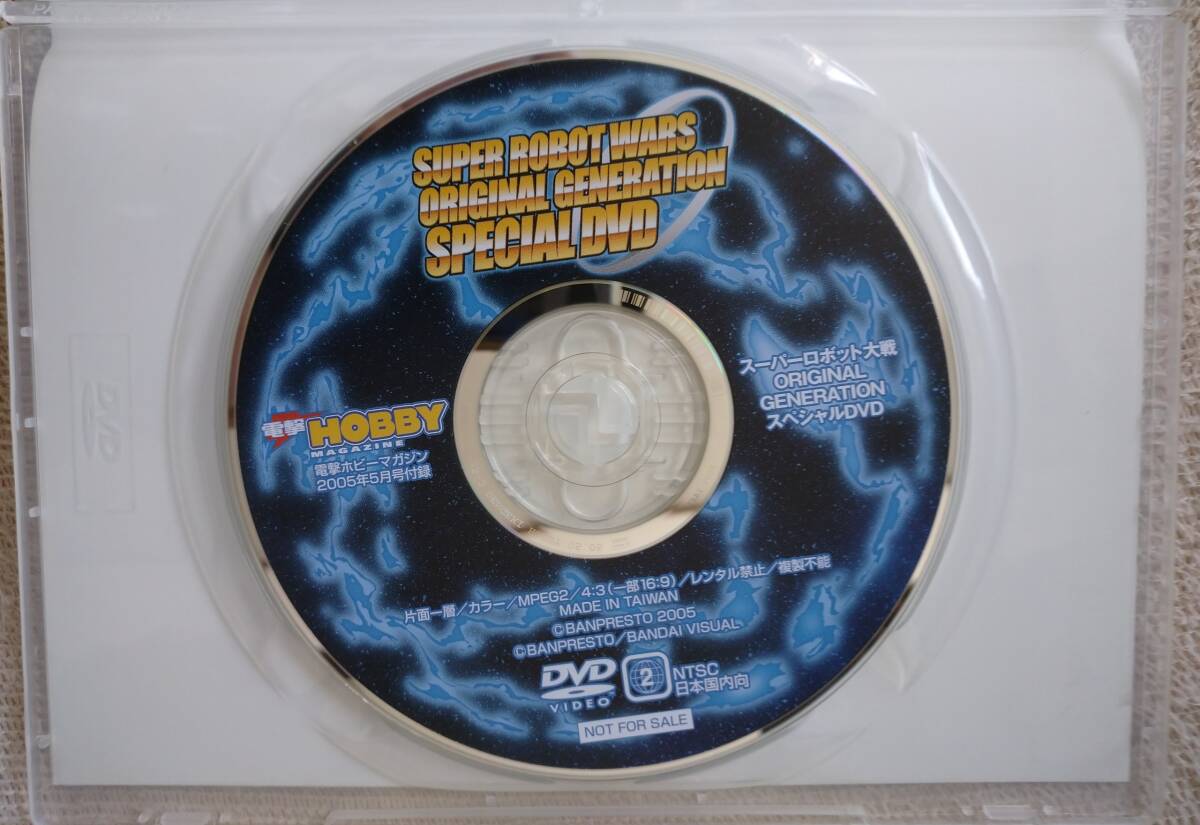 SUPER ROBOT WARS
ORIGINAL GENERATION
SPECIAL DVD
スーパーロボット大戦
ORIGINAL
GENERATION
スペシャルDVD
電撃 HOBBY
MAGAZINE
電撃ホビーマガジン
2005年5月号付録
片面一層/カラー/MPEG2/4:3(一部16:9)/レンタル禁止/複製不能
MADE IN TAIWAN
©BANPRESTO 2005
©BANPRESTO/BANDAI VISUAL
DVD
VIDEO
2
NTSC
日本国内向
NOT FOR SALE
DVD